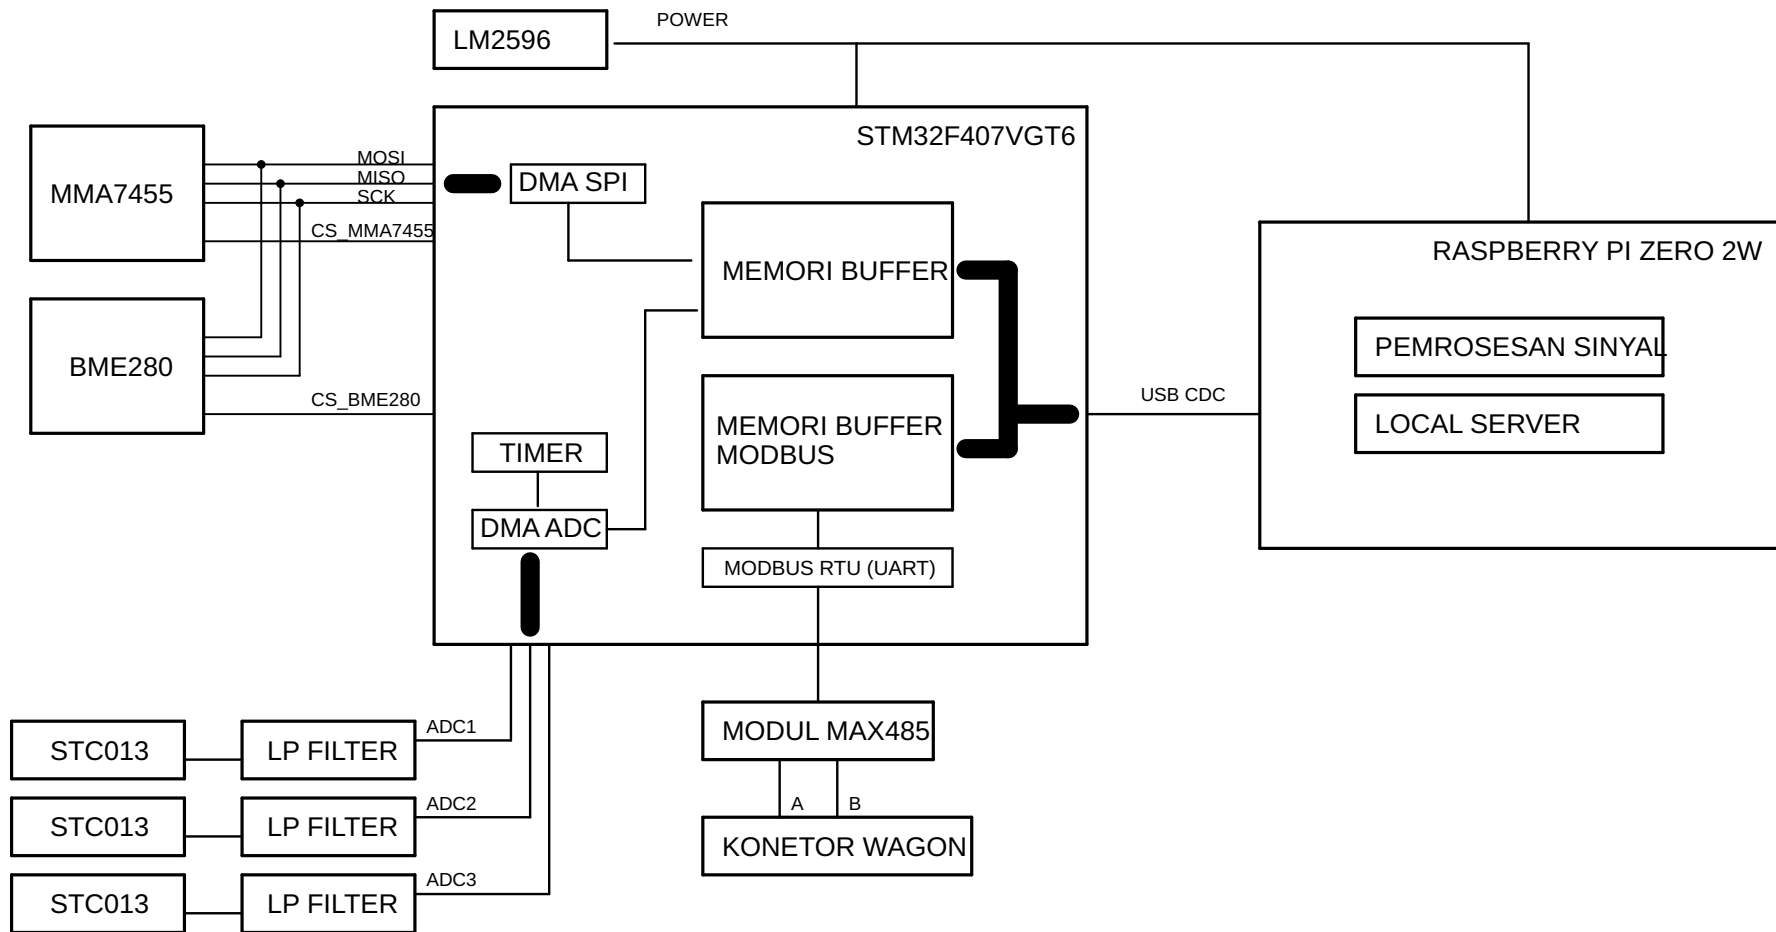 POWER
LM2596
STM32F407VGT6
MMA7455
MOSI
MISO
SCK
CS_MMA7455
DMA SPI
MEMORI BUFFER
BME280
CS_BME280
TIMER
DMA ADC
MEMORI BUFFER
MODBUS
MODBUS RTU (UART)
USB CDC
RASPBERRY PI ZERO 2W
PEMROSESAN SINYAL
LOCAL SERVER
STC013
LP FILTER
ADC1
STC013
LP FILTER
ADC2
STC013
LP FILTER
ADC3
MODUL MAX485
A
B
KONETOR WAGON